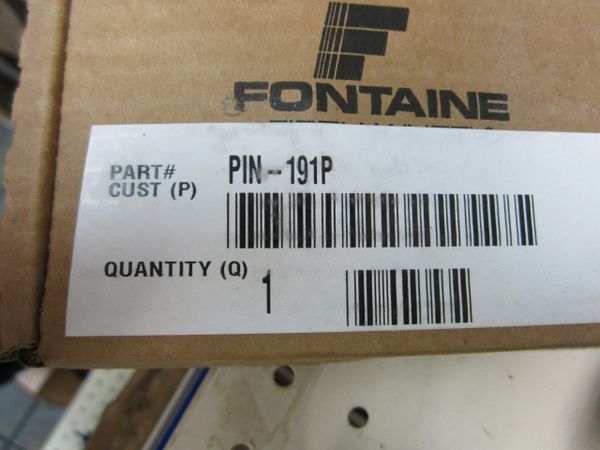 FONTAINE
PART# PIN-191P
CUST (P)
QUANTITY (Q) 1